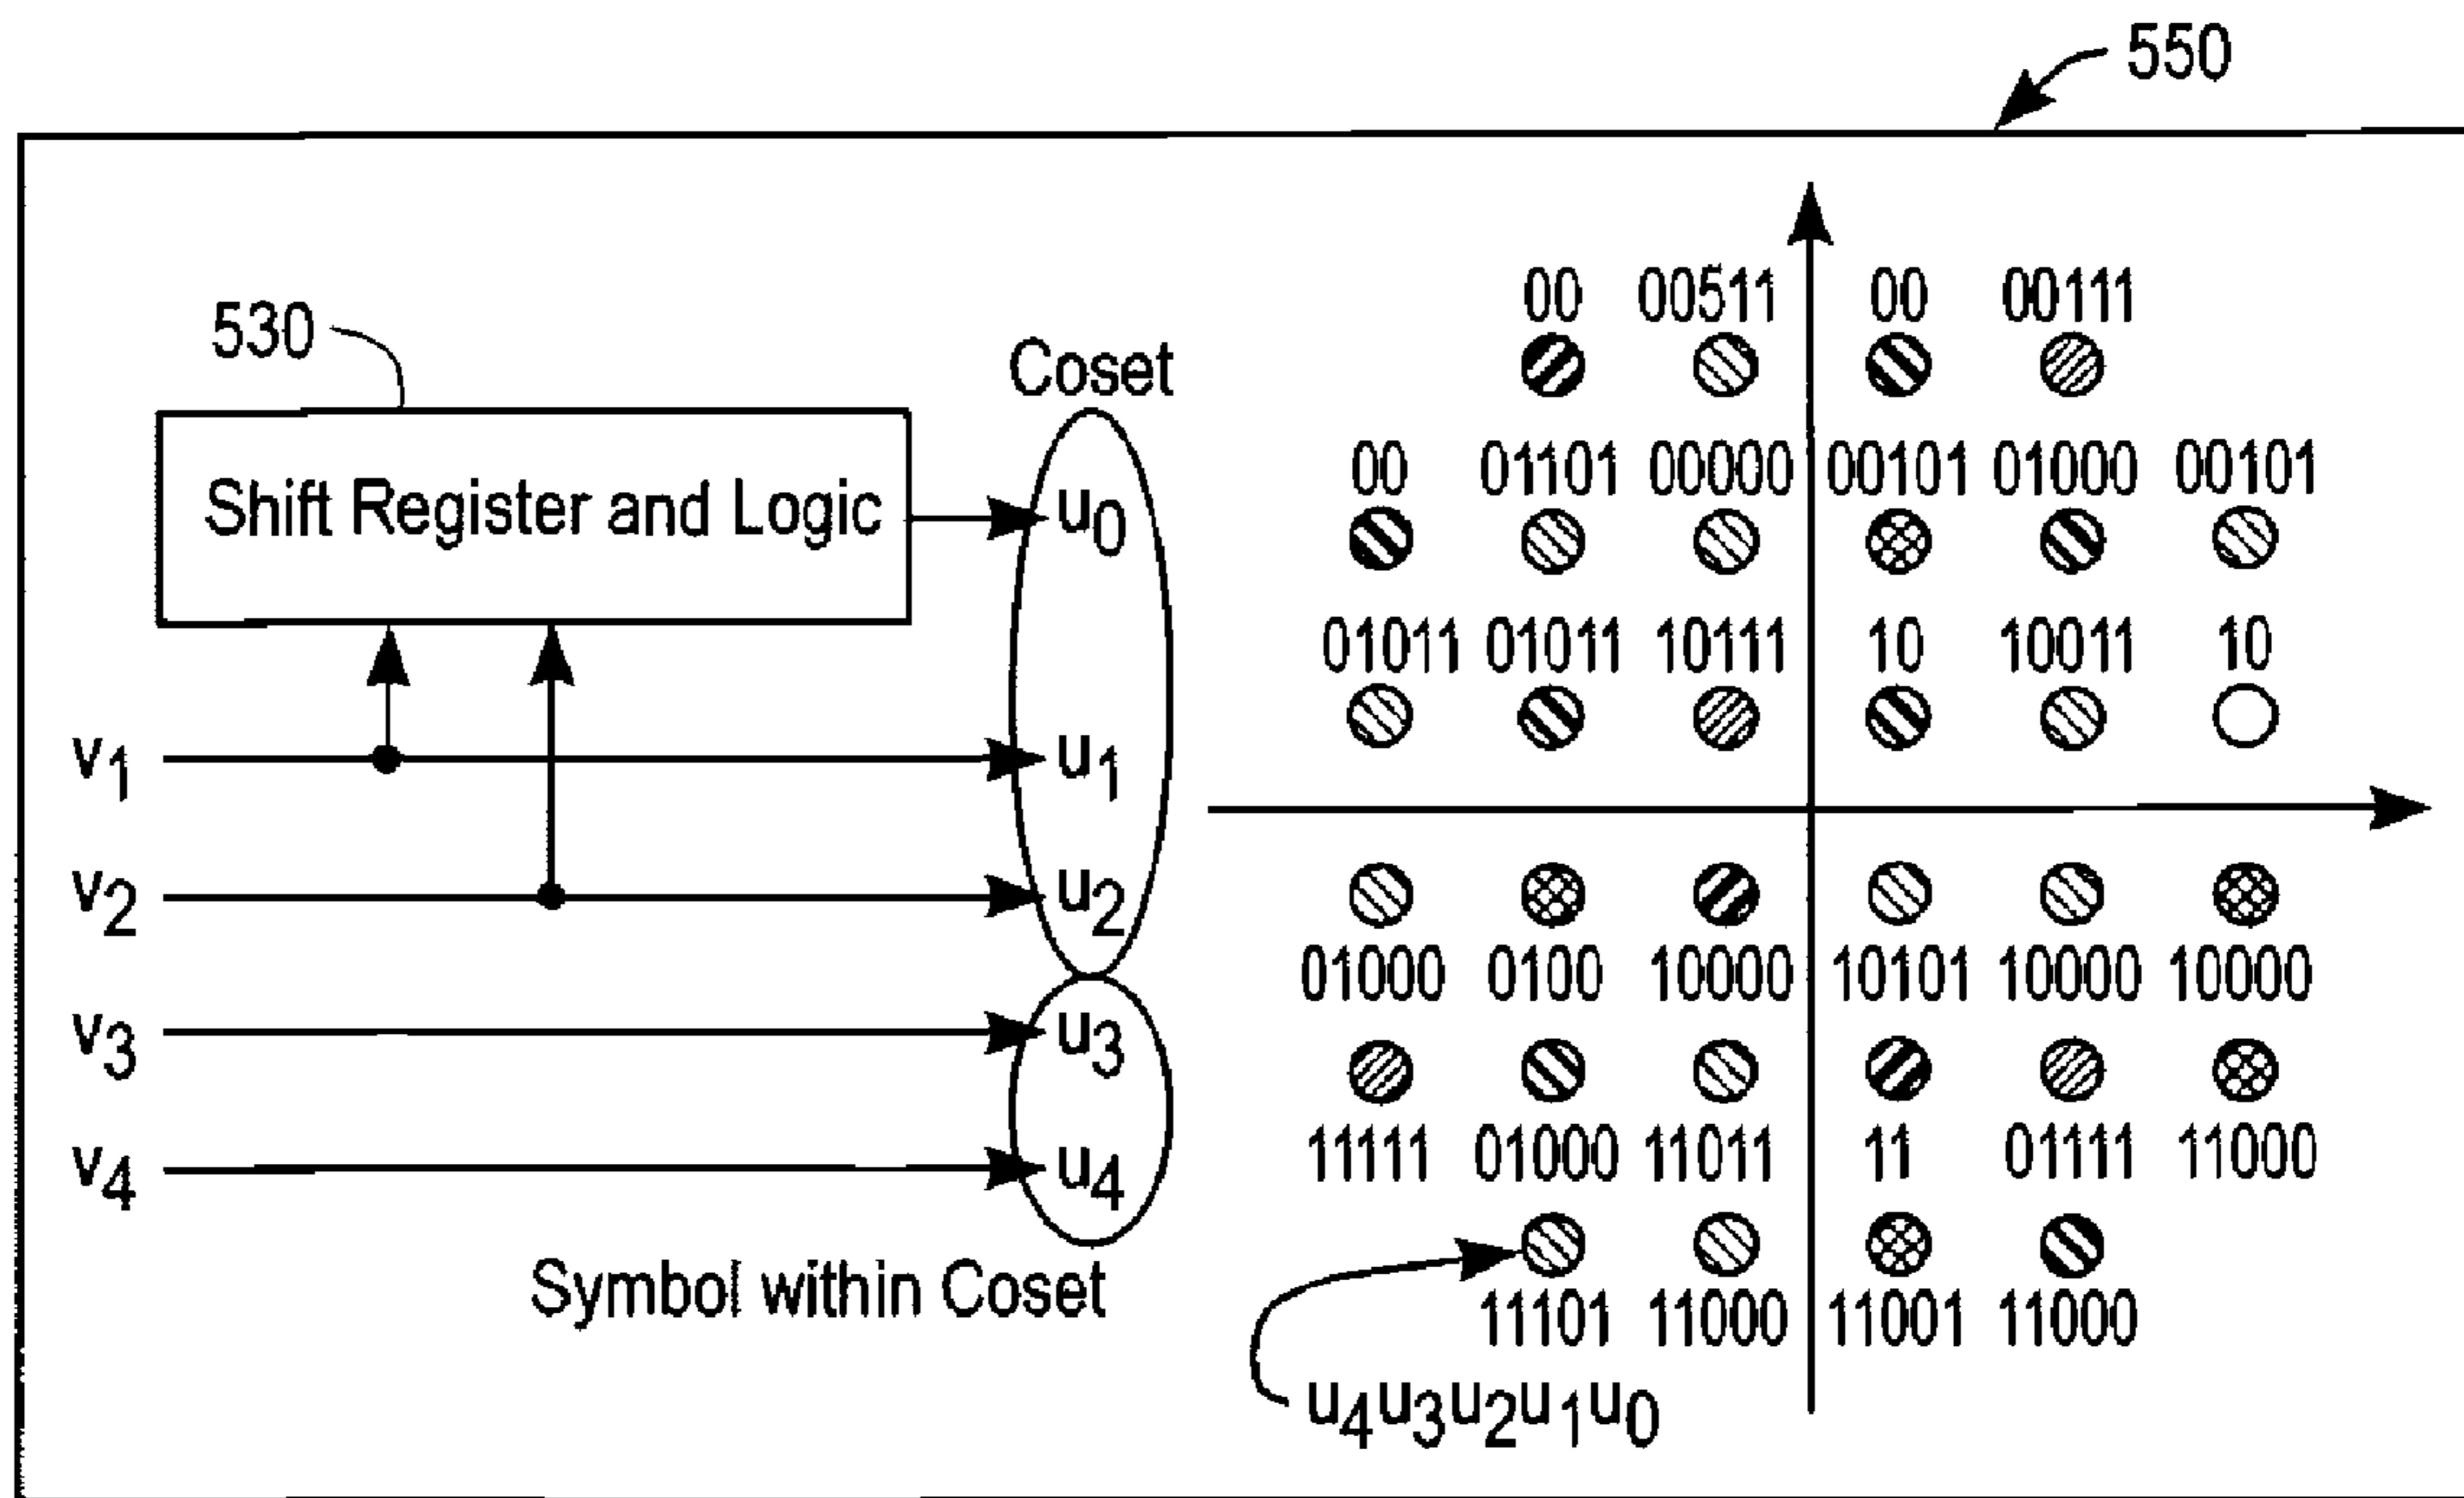 550
530
Shift Register and Logic
Coset
u0
v1
u1
v2
u2
v3
u3
v4
u4
Symbol within Coset
00 00511 00 00111
00 01101 00000 00101 01000 00101
01011 01011 10111 10 10011 10
01000 0100 10000 10101 10000 10000
11111 01000 11011 11 01111 11000
11101 11000 11001 11000
u4u3u2u1u0